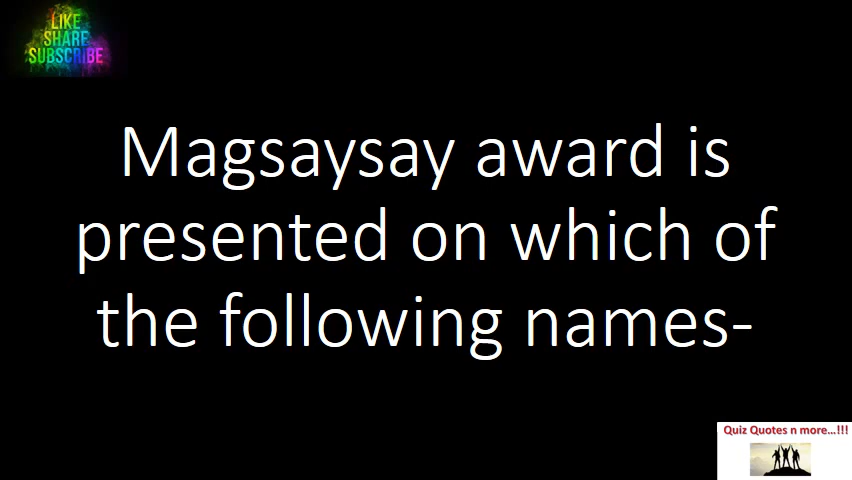 LIKE
SHARE
SUBSCRIBE
Magsaysay award is
presented on which of
the following names-
Quiz Quotes n more...!!!